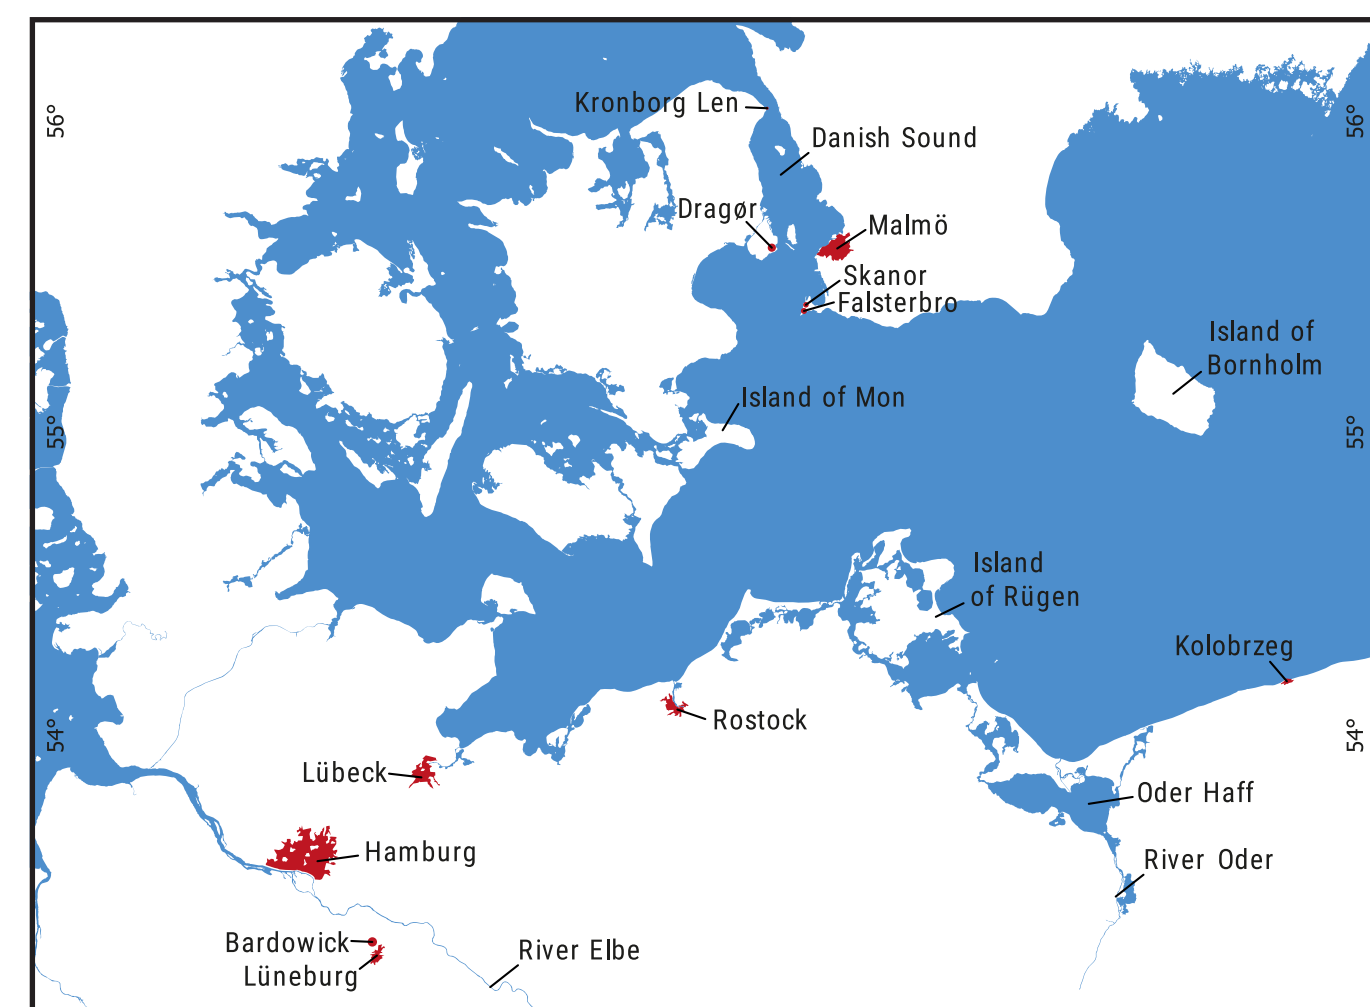 Kronborg Len
56°
56°
Danish Sound
Dragør
Malmö
Skanor
Falsterbro
Island of
Bornholm
Island of Mon
55°
55°
Island
of Rügen
Kolobrzeg
Rostock
54°
54°
Lübeck
Oder Haff
Hamburg
River Oder
Bardowick
River Elbe
Lüneburg